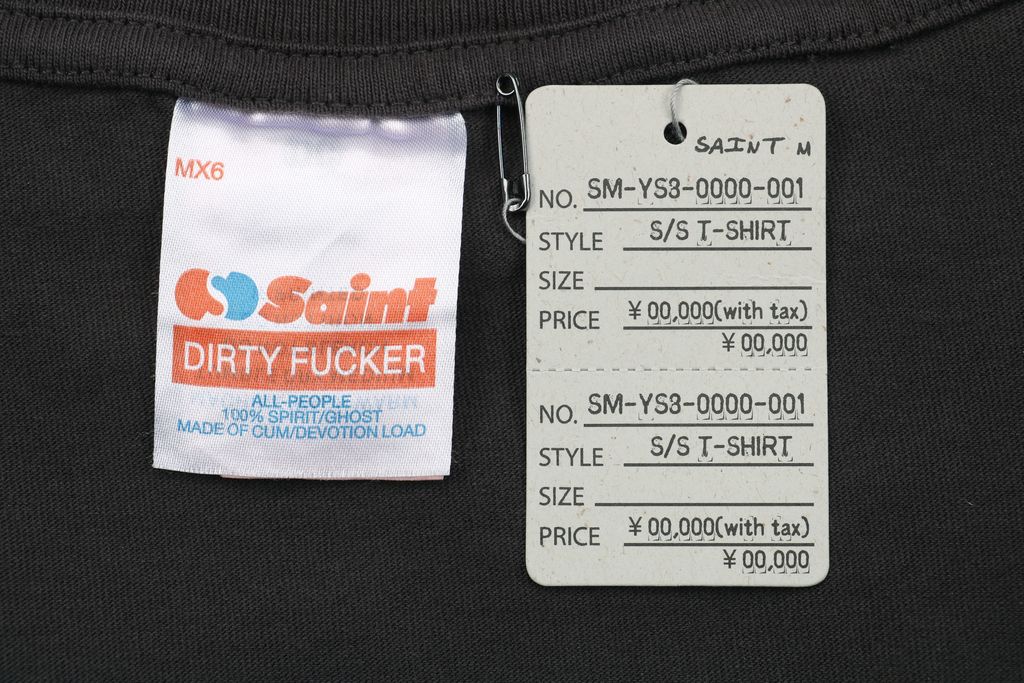 MX6
Saint
DIRTY FUCKER
ALL-PEOPLE
100% SPIRIT/GHOST
MADE OF CUM/DEVOTION LOAD
SAINT M
NO. SM-YS3-0000-001
STYLE S/S T-SHIRT
SIZE
PRICE ¥00,000(with tax)
¥00,000
NO. SM-YS3-0000-001
STYLE S/S T-SHIRT
SIZE
PRICE ¥00,000(with tax)
¥00,000